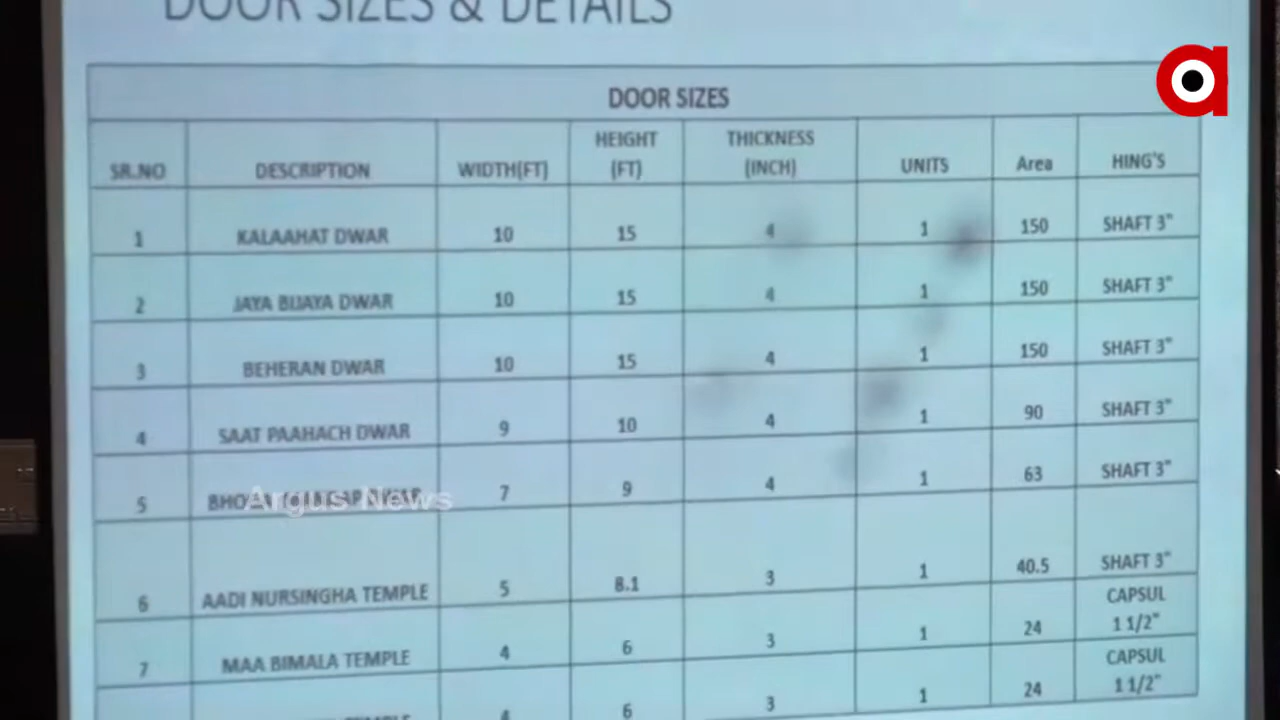 DOOR SIZES & DETAILS
DOOR SIZES
SR.NO DESCRIPTION WIDTH(FT) HEIGHT (FT) THICKNESS (INCH) UNITS Area HING'S
1 KALAAHAT DWAR 10 15 4 1 150 SHAFT 3"
2 JAYA BIJAYA DWAR 10 15 4 1 150 SHAFT 3"
3 BEHERAN DWAR 10 15 4 1 150 SHAFT 3"
4 SAAT PAAHACH DWAR 9 10 4 1 90 SHAFT 3"
5 DWAR 7 9 4 1 63 SHAFT 3"
Argus News
6 AADI NURSINGHA TEMPLE 5 8.1 3 1 40.5 SHAFT 3"
7 MAA BIMALA TEMPLE 4 6 3 1 24 CAPSUL 1 1/2"
TEMPLE 4 6 3 1 24 CAPSUL 1 1/2"